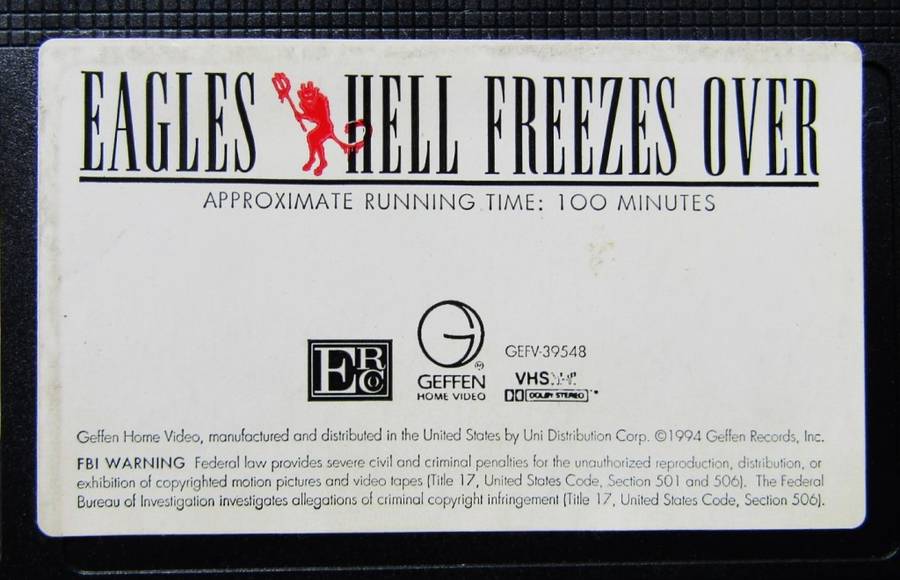 EAGLES HELL FREEZES OVER
APPROXIMATE RUNNING TIME: 100 MINUTES
ERC
G
GEFFEN
HOME VIDEO
GEFV-39548
VHS
DOLBY STEREO
Geffen Home Video, manufactured and distributed in the United States by Uni Distribution Corp. ©1994 Geffen Records, Inc.
FBI WARNING Federal law provides severe civil and criminal penalties for the unauthorized reproduction, distribution, or
exhibition of copyrighted motion pictures and video tapes (Title 17, United States Code, Section 501 and 506). The Federal
Bureau of Investigation investigates allegations of criminal copyright infringement (Title 17, United States Code, Section 506).